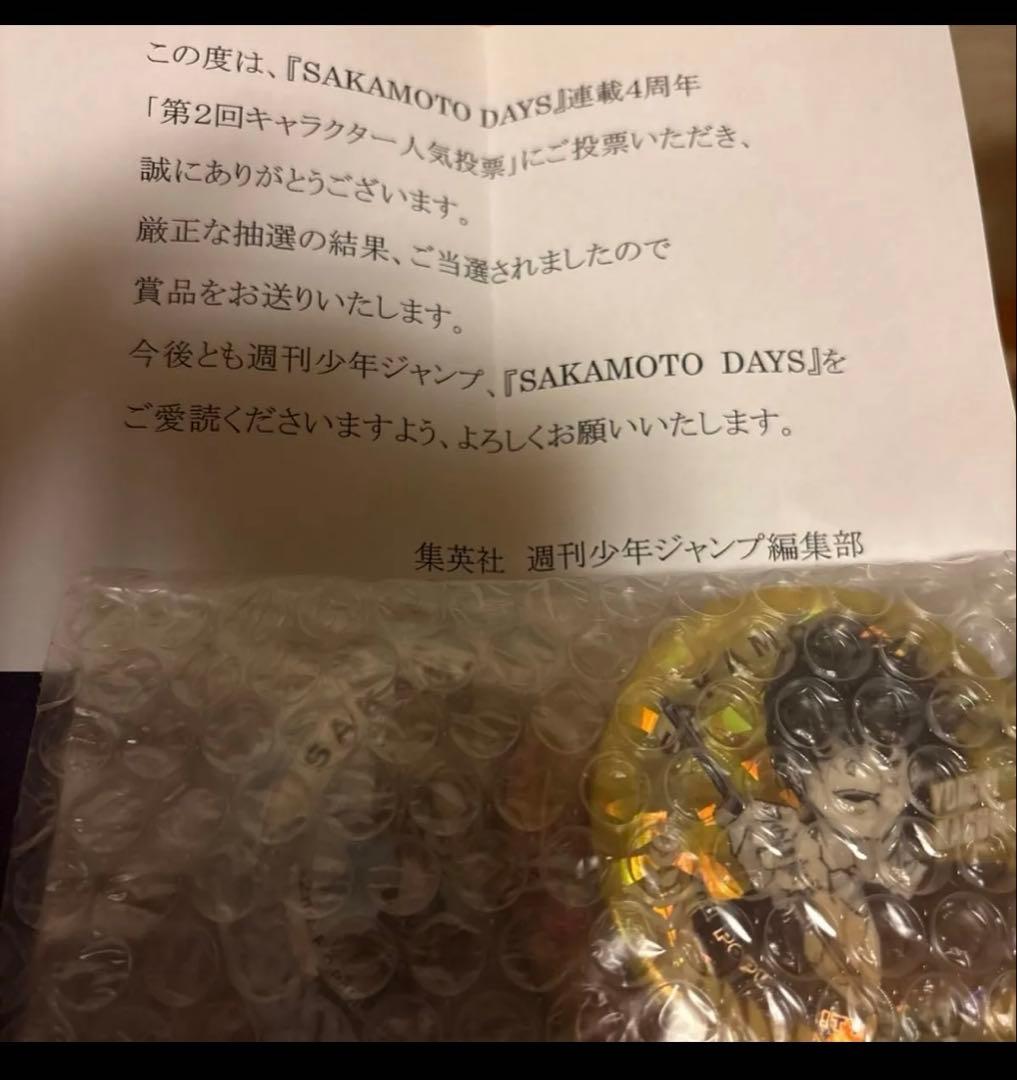 この度は、『SAKAMOTO DAYS』連載4周年
「第2回キャラクター人気投票」にご投票いただき、
誠にありがとうございます。
厳正な抽選の結果、ご当選されましたので
賞品をお送りいたします。
今後とも週刊少年ジャンプ、『SAKAMOTO DAYS』を
ご愛読くださいますよう、よろしくお願いいたします。
集英社 週刊少年ジャンプ編集部